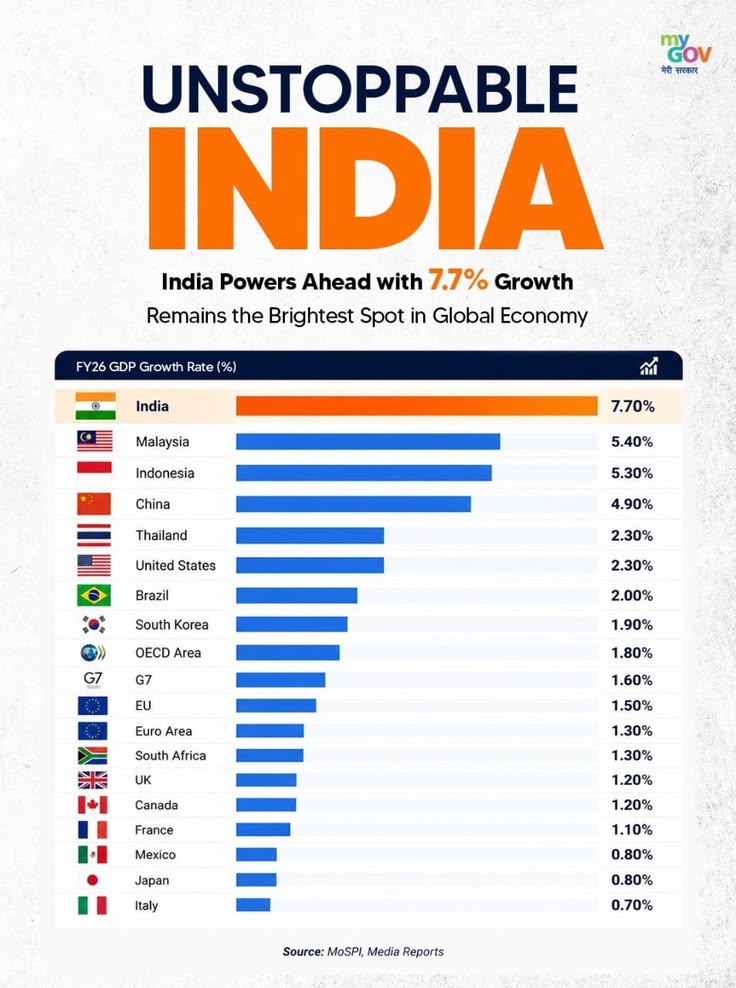 my
GOV
मेरी सरकार
UNSTOPPABLE
INDIA
India Powers Ahead with 7.7% Growth
Remains the Brightest Spot in Global Economy
FY26 GDP Growth Rate (%)
India 7.70%
Malaysia 5.40%
Indonesia 5.30%
China 4.90%
Thailand 2.30%
United States 2.30%
Brazil 2.00%
South Korea 1.90%
OECD Area 1.80%
G7 G7 1.60%
EU 1.50%
Euro Area 1.30%
South Africa 1.30%
UK 1.20%
Canada 1.20%
France 1.10%
Mexico 0.80%
Japan 0.80%
Italy 0.70%
Source: MoSPI, Media Reports